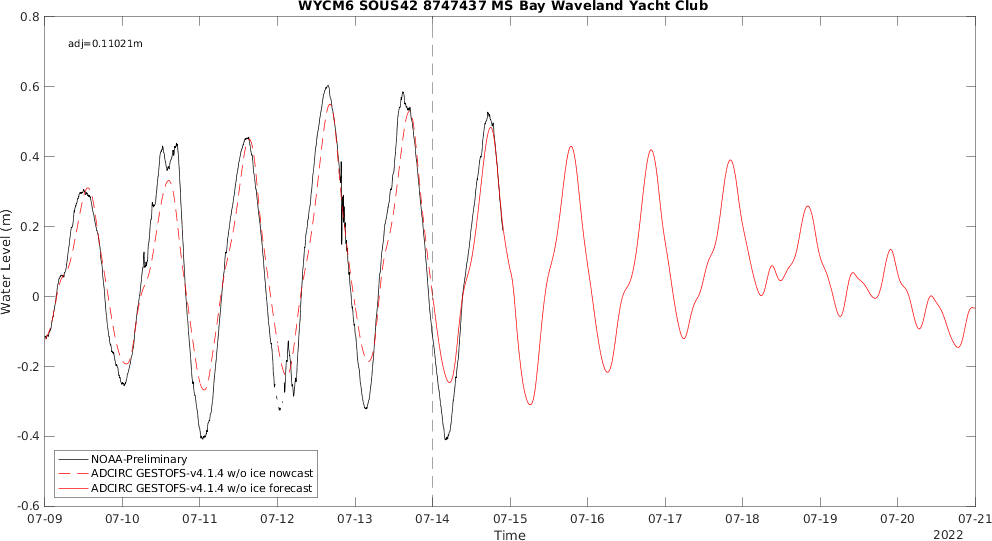 WYCM6 SOUS42 8747437 MS Bay Waveland Yacht Club
adj=0.11021m
Water Level (m)
0.8
0.6
0.4
0.2
0
-0.2
-0.4
-0.6
NOAA-Preliminary
ADCIRC GESTOFS-v4.1.4 w/o ice nowcast
ADCIRC GESTOFS-v4.1.4 w/o ice forecast
07-09 07-10 07-11 07-12 07-13 07-14 07-15 07-16 07-17 07-18 07-19 07-20 07-21
Time
2022